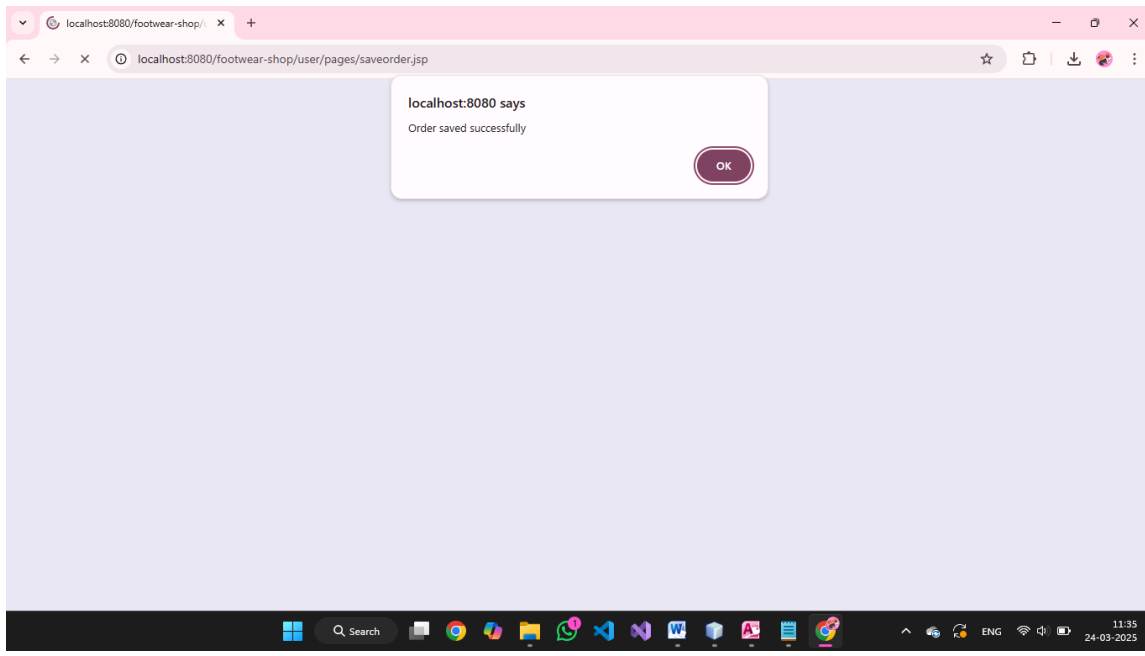 localhost:8080/footwear-shop/u
localhost:8080/footwear-shop/user/pages/saveorder.jsp
localhost:8080 says
Order saved successfully
OK
Search
1
ENG
11:35
24-03-2025